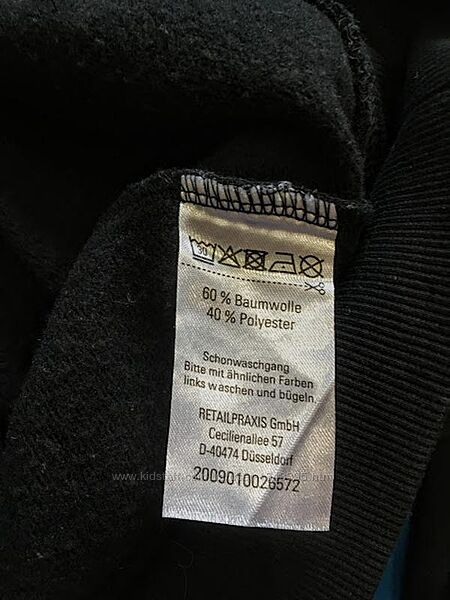 30
60 % Baumwolle
40 % Polyester
Schonwaschgang
Bitte mit ähnlichen Farben
links waschen und bügeln.
RETAILPRAXIS GmbH
Cecilienallee 57
D-40474 Düsseldorf
2009010026572